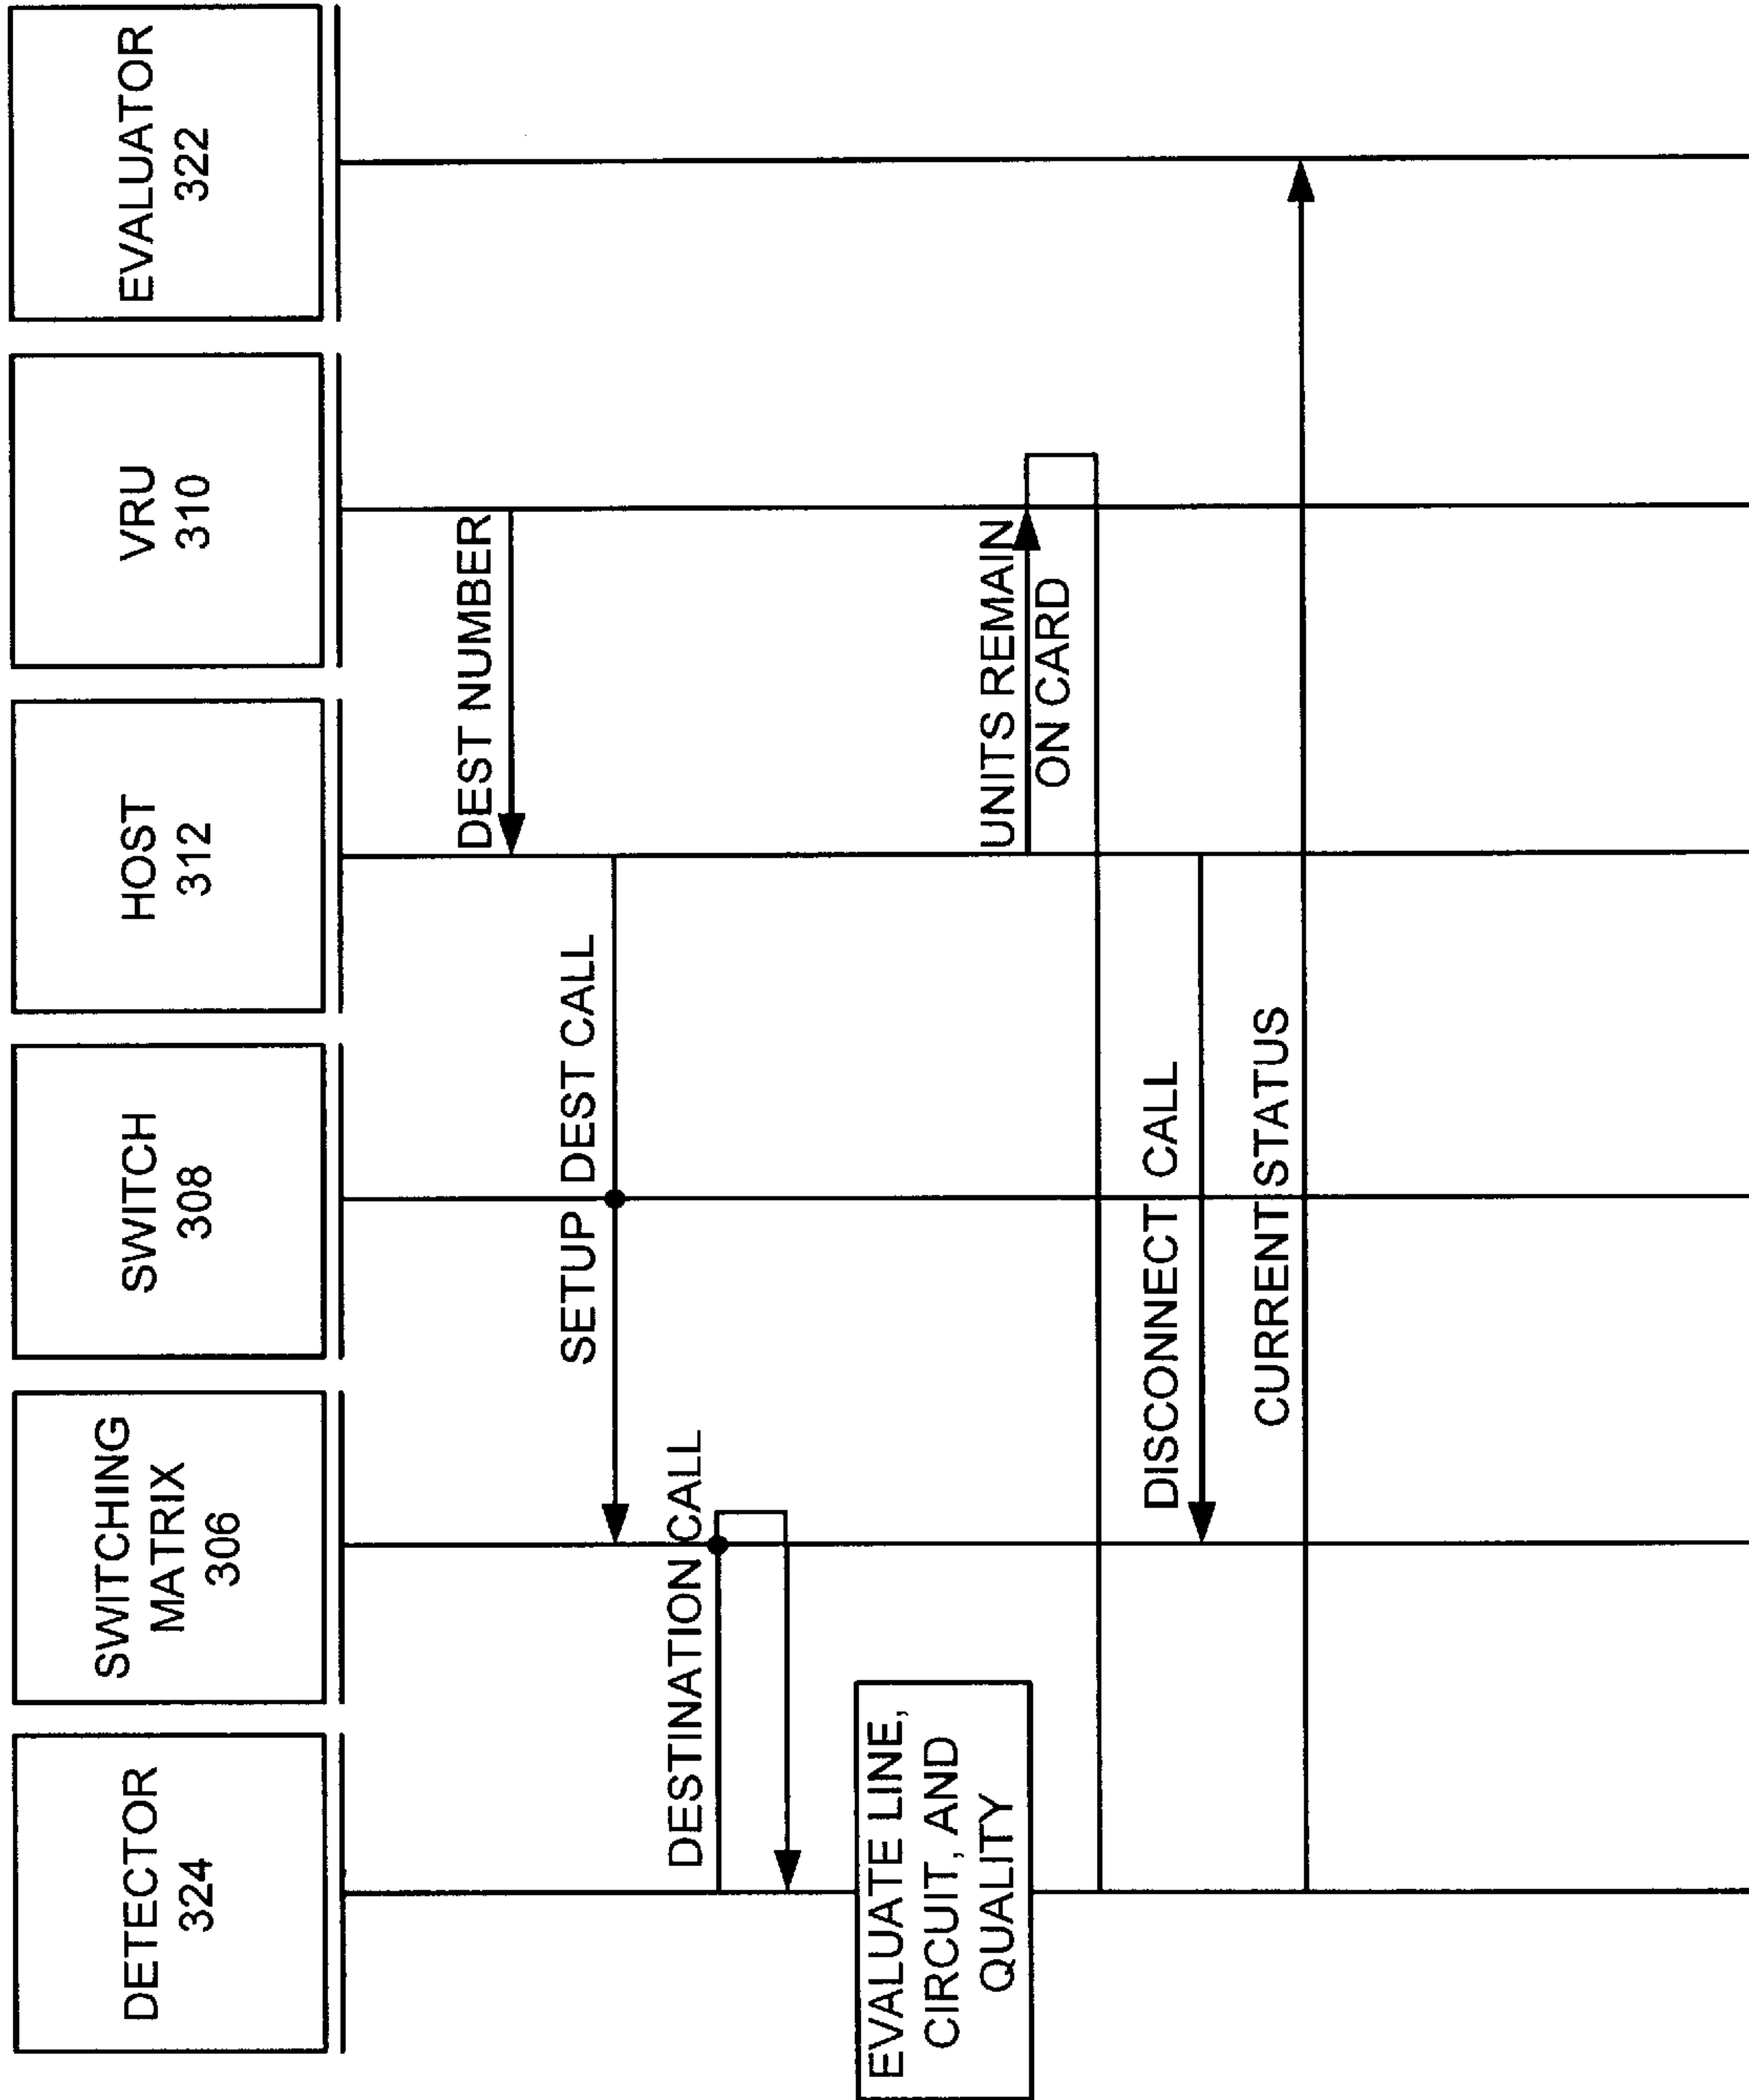 DETECTOR
324
SWITCHING
MATRIX
306
SWITCH
308
HOST
312
VRU
310
EVALUATOR
322
DEST NUMBER
SETUP DEST CALL
DESTINATION CALL
EVALUATE LINE,
CIRCUIT, AND
QUALITY
UNITS REMAIN
ON CARD
DISCONNECT CALL
CURRENT STATUS